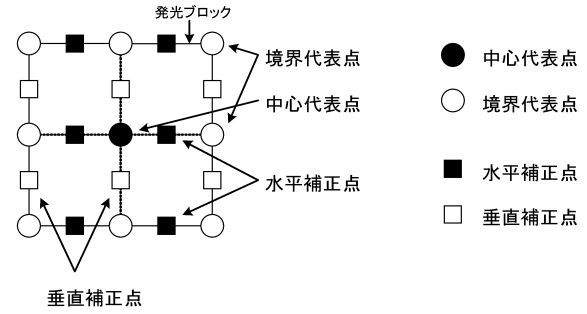 発光ブロック
境界代表点
中心代表点
水平補正点
垂直補正点
中心代表点
境界代表点
水平補正点
垂直補正点